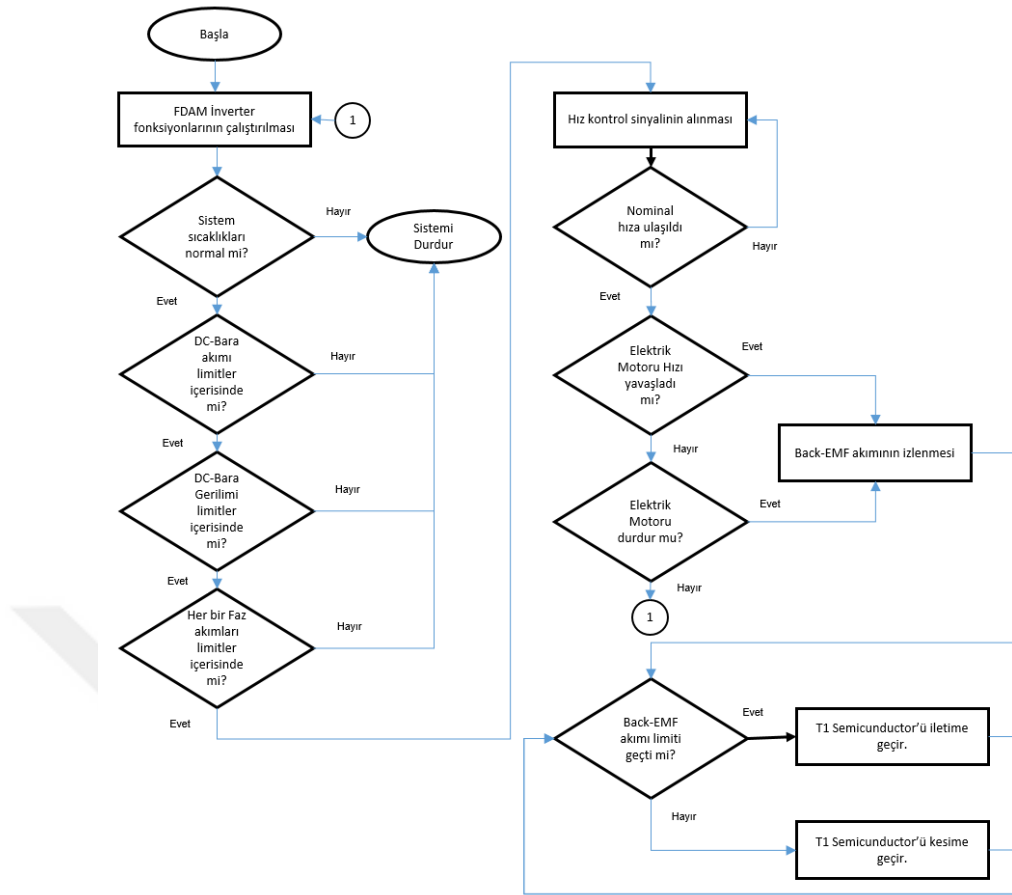 Başla
FDAM İnverter
fonksiyonlarının çalıştırılması
1
Sistem
sıcaklıkları
normal mi?
Hayır
Sistemi
Durdur
Evet
DC-Bara
akımı
limitler
içerisinde
mi?
Hayır
Evet
DC-Bara
Gerilimi
limitler
içerisinde
mi?
Hayır
Evet
Her bir Faz
akımları
limitler
içerisinde
mi?
Hayır
Evet
Hız kontrol sinyalinin alınması
Nominal
hıza ulaşıldı
mı?
Hayır
Evet
Elektrik
Motoru Hızı
yavaşladı
mı?
Evet
Hayır
Back-EMF akımının izlenmesi
Elektrik
Motoru
durdur mu?
Evet
Hayır
1
Back-EMF
akımı limiti
geçti mi?
Evet
T1 Semicunductor’ü iletime
geçir.
Hayır
T1 Semicunductor’ü kesime
geçir.